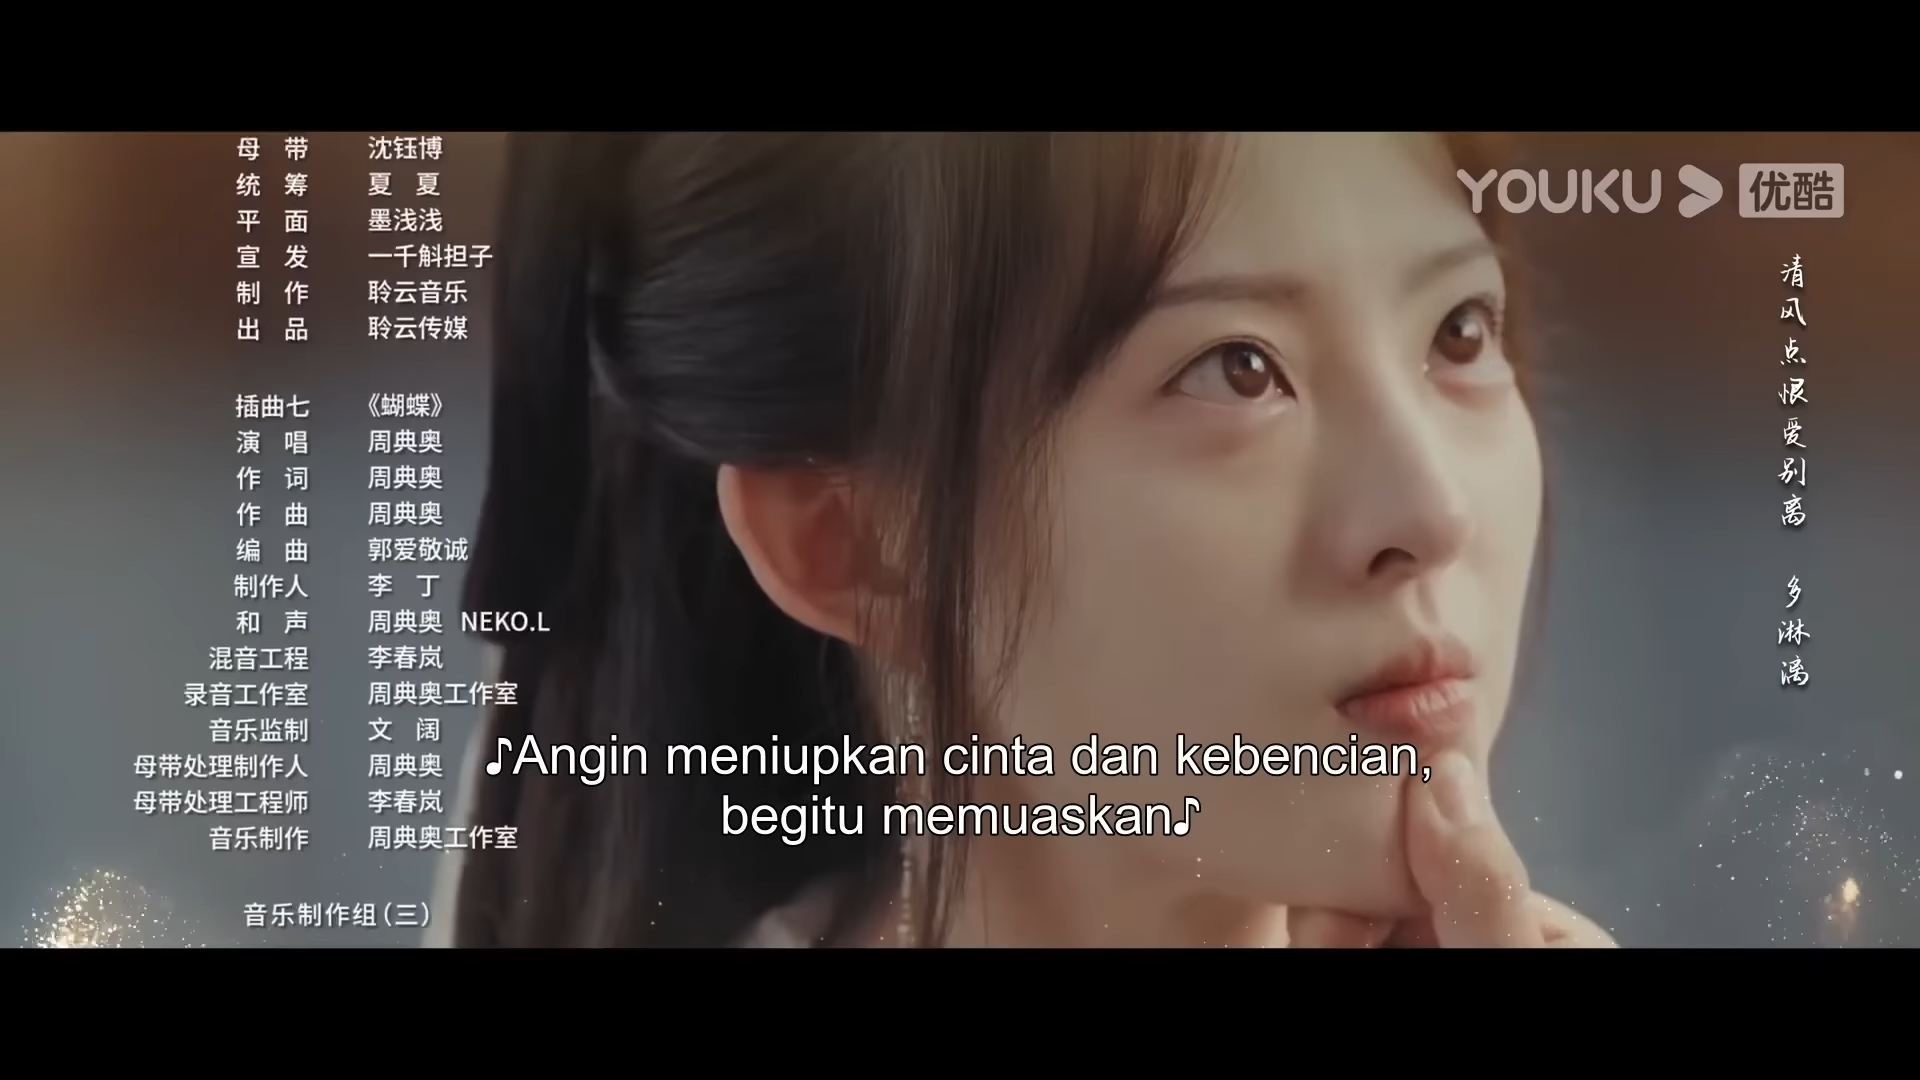 母 带 沈钰博
统 筹 夏 夏
平 面 墨浅浅
宣 发 一千斛担子
制 作 聆云音乐
出 品 聆云传媒
插曲七 《蝴蝶》
演 唱 周典奥
作 词 周典奥
作 曲 周典奥
编 曲 郭爱敬诚
制作人 李 丁
和 声 周典奥 NEKO.L
混音工程 李春岚
录音工作室 周典奥工作室
音乐监制 文 阔
母带处理制作人 周典奥
母带处理工程师 李春岚
音乐制作 周典奥工作室
音乐制作组（三）
YOUKU 优酷
清风点恨爱别离 多淋漓
♪Angin meniupkan cinta dan kebencian,
begitu memuaskan♪